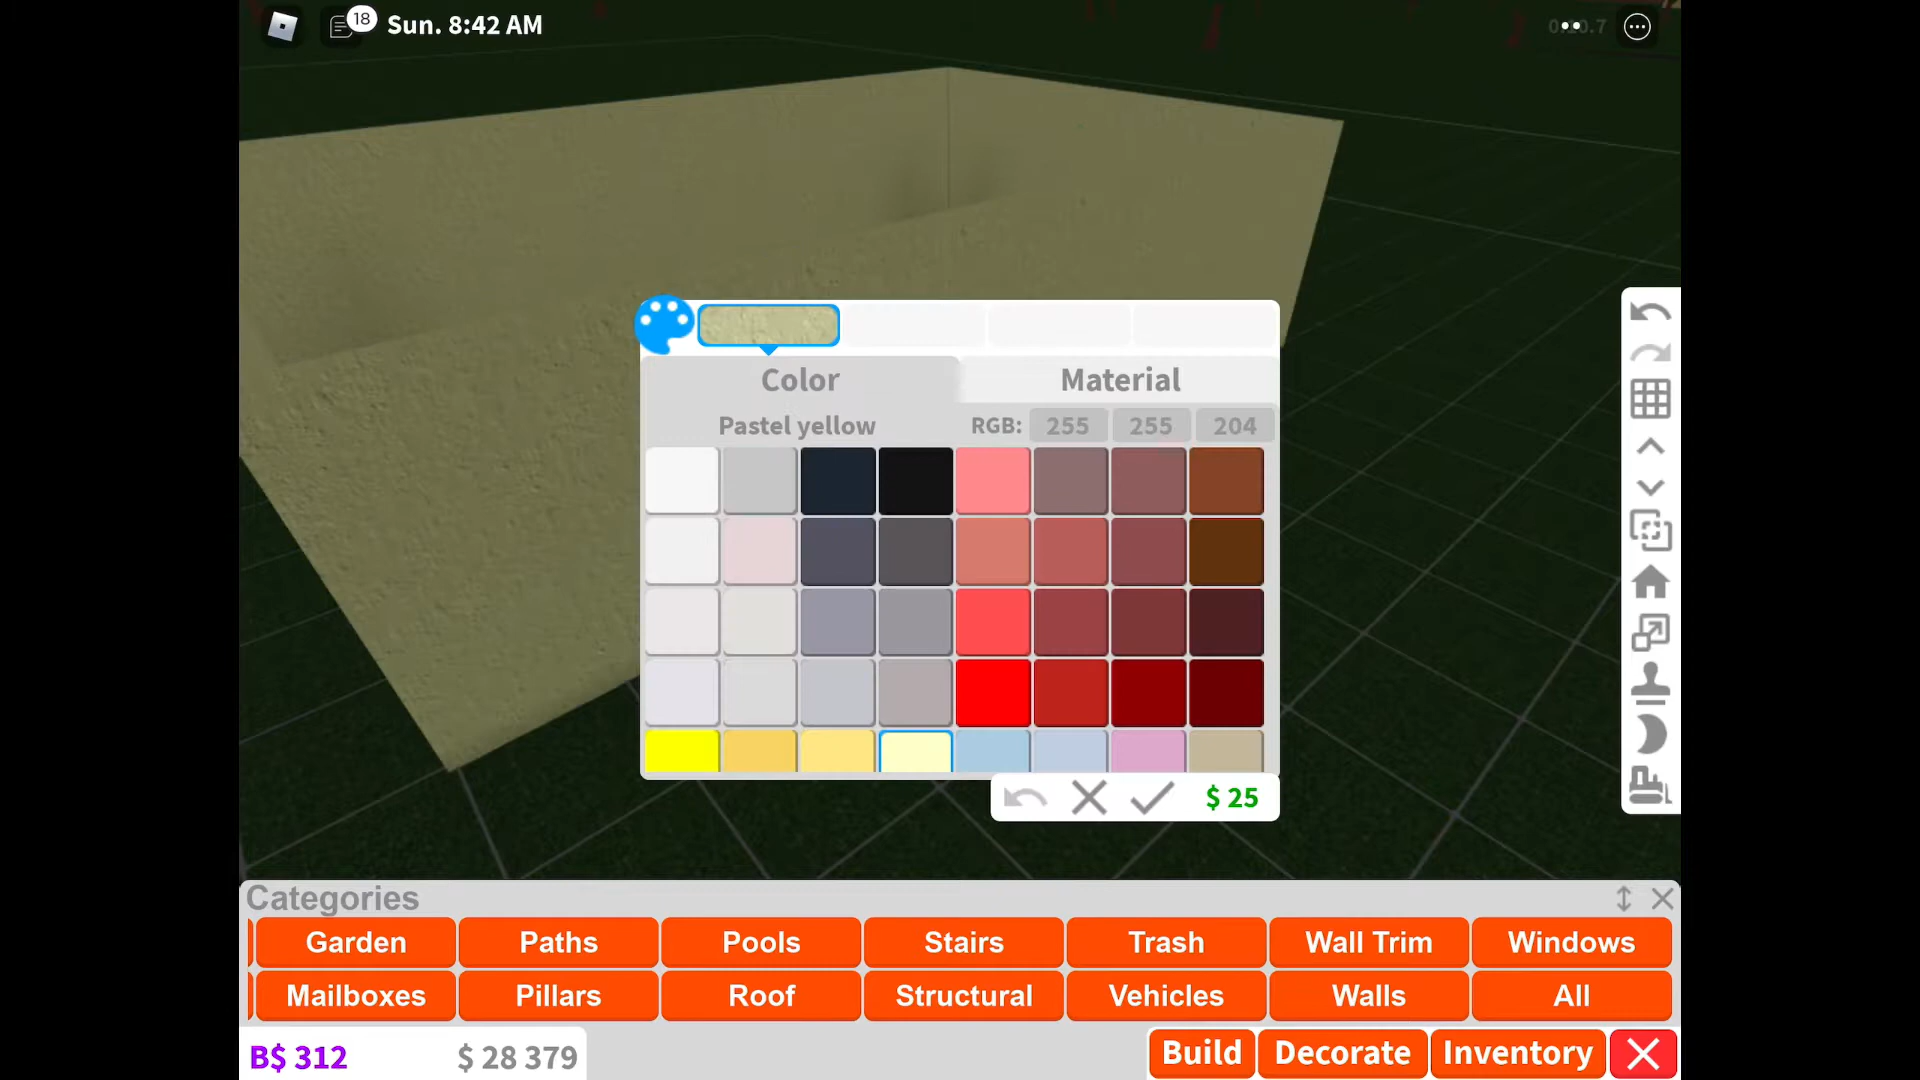 18
Sun. 8:42 AM
Color
Material
Pastel yellow
RGB: 255 255 204
$ 25
Categories
Garden Paths Pools Stairs Trash Wall Trim Windows
Mailboxes Pillars Roof Structural Vehicles Walls All
B$ 312
$ 28 379
Build Decorate Inventory